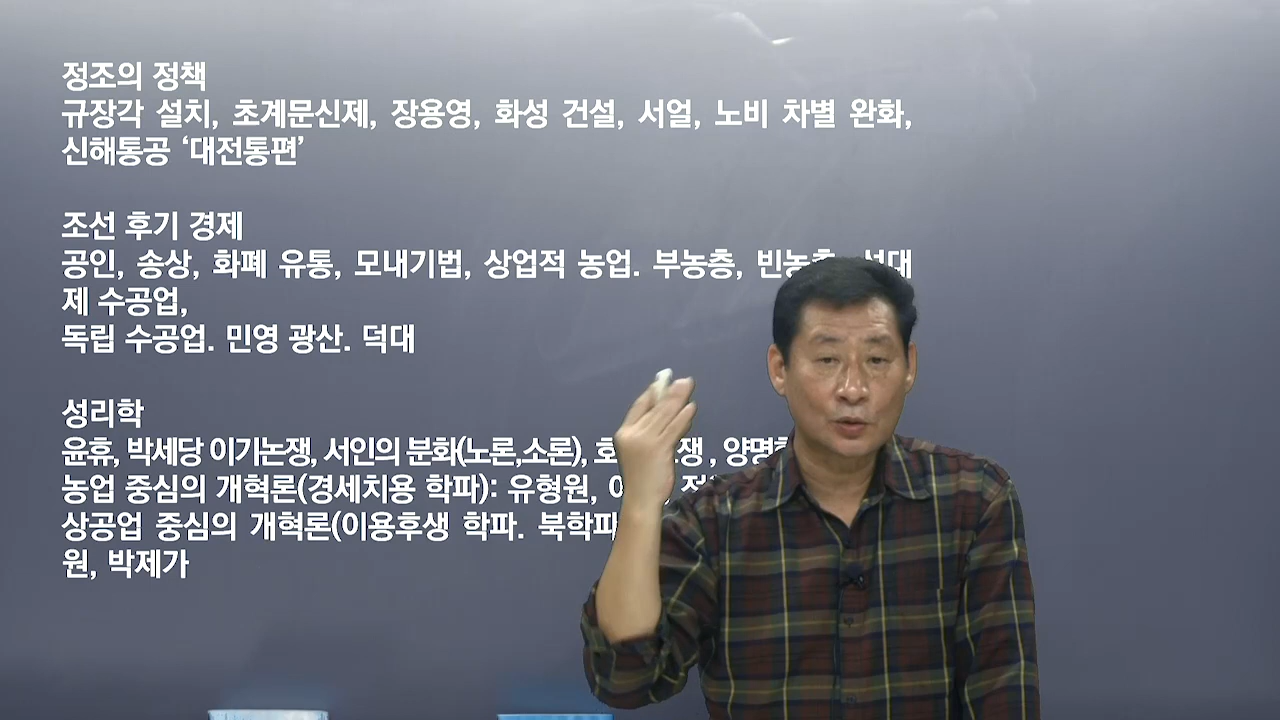 정조의 정책
규장각 설치, 초계문신제, 장용영, 화성 건설, 서얼, 노비 차별 완화,
신해통공 ‘대전통편’
조선 후기 경제
공인, 송상, 화폐 유통, 모내기법, 상업적 농업. 부농층,
제 수공업,
독립 수공업. 민영 광산. 덕대
성리학
윤휴, 박세당 이기논쟁, 서인의 분화(노론,소론),
농업 중심의 개혁론(경세치용 학파): 유형원,
상공업 중심의 개혁론(이용후생 학파. 북학파
원, 박제가